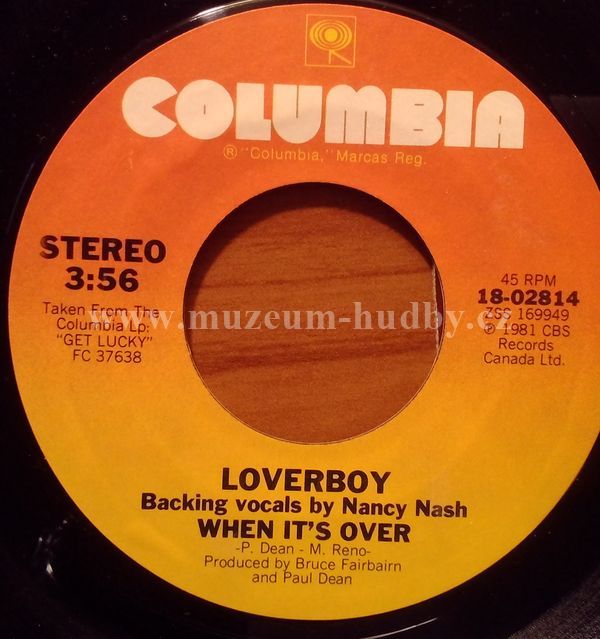 COLUMBIA
® "Columbia," Marcas Reg.
STEREO
3:56
Taken From The
Columbia Lp:
"GET LUCKY"
FC 37638
45 RPM
18-02814
ZSS 169949
℗ 1981 CBS
Records
Canada Ltd.
www.muzeum-hudby.cz
LOVERBOY
Backing vocals by Nancy Nash
WHEN IT'S OVER
-P. Dean - M. Reno-
Produced by Bruce Fairbairn
and Paul Dean